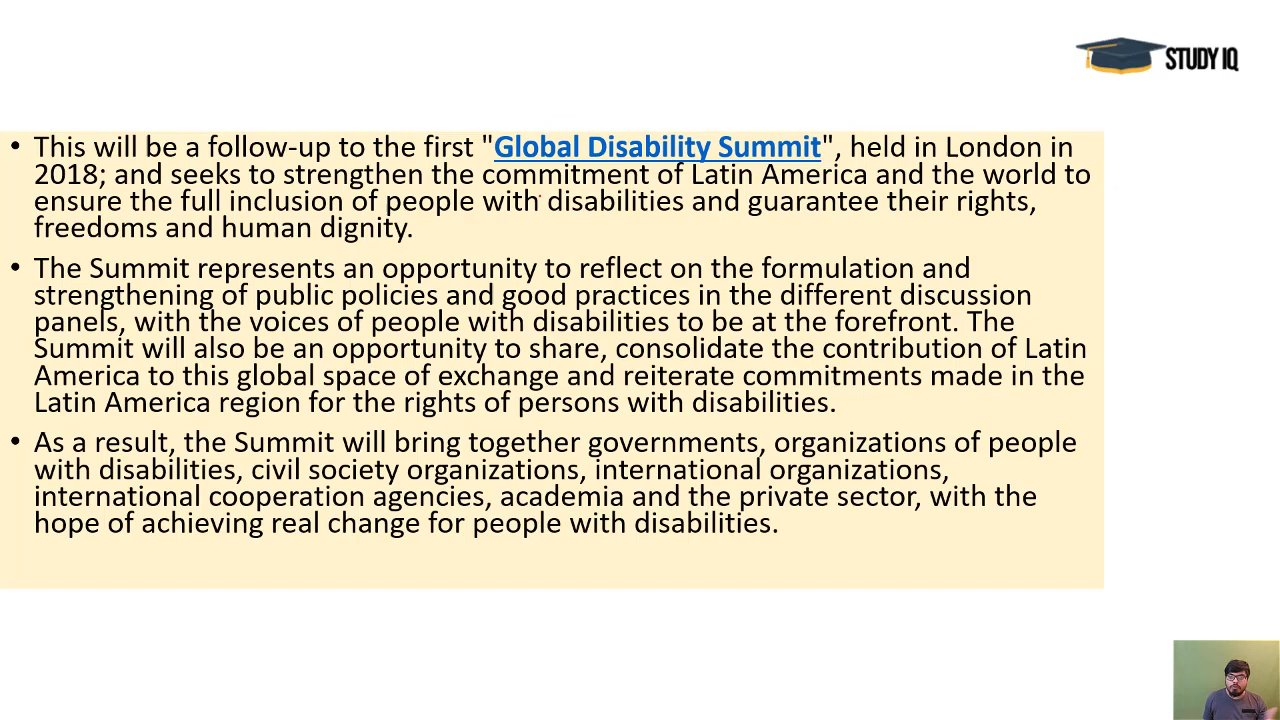 STUDY IQ
• This will be a follow-up to the first "Global Disability Summit", held in London in
2018; and seeks to strengthen the commitment of Latin America and the world to
ensure the full inclusion of people with disabilities and guarantee their rights,
freedoms and human dignity.
• The Summit represents an opportunity to reflect on the formulation and
strengthening of public policies and good practices in the different discussion
panels, with the voices of people with disabilities to be at the forefront. The
Summit will also be an opportunity to share, consolidate the contribution of Latin
America to this global space of exchange and reiterate commitments made in the
Latin America region for the rights of persons with disabilities.
• As a result, the Summit will bring together governments, organizations of people
with disabilities, civil society organizations, international organizations,
international cooperation agencies, academia and the private sector, with the
hope of achieving real change for people with disabilities.